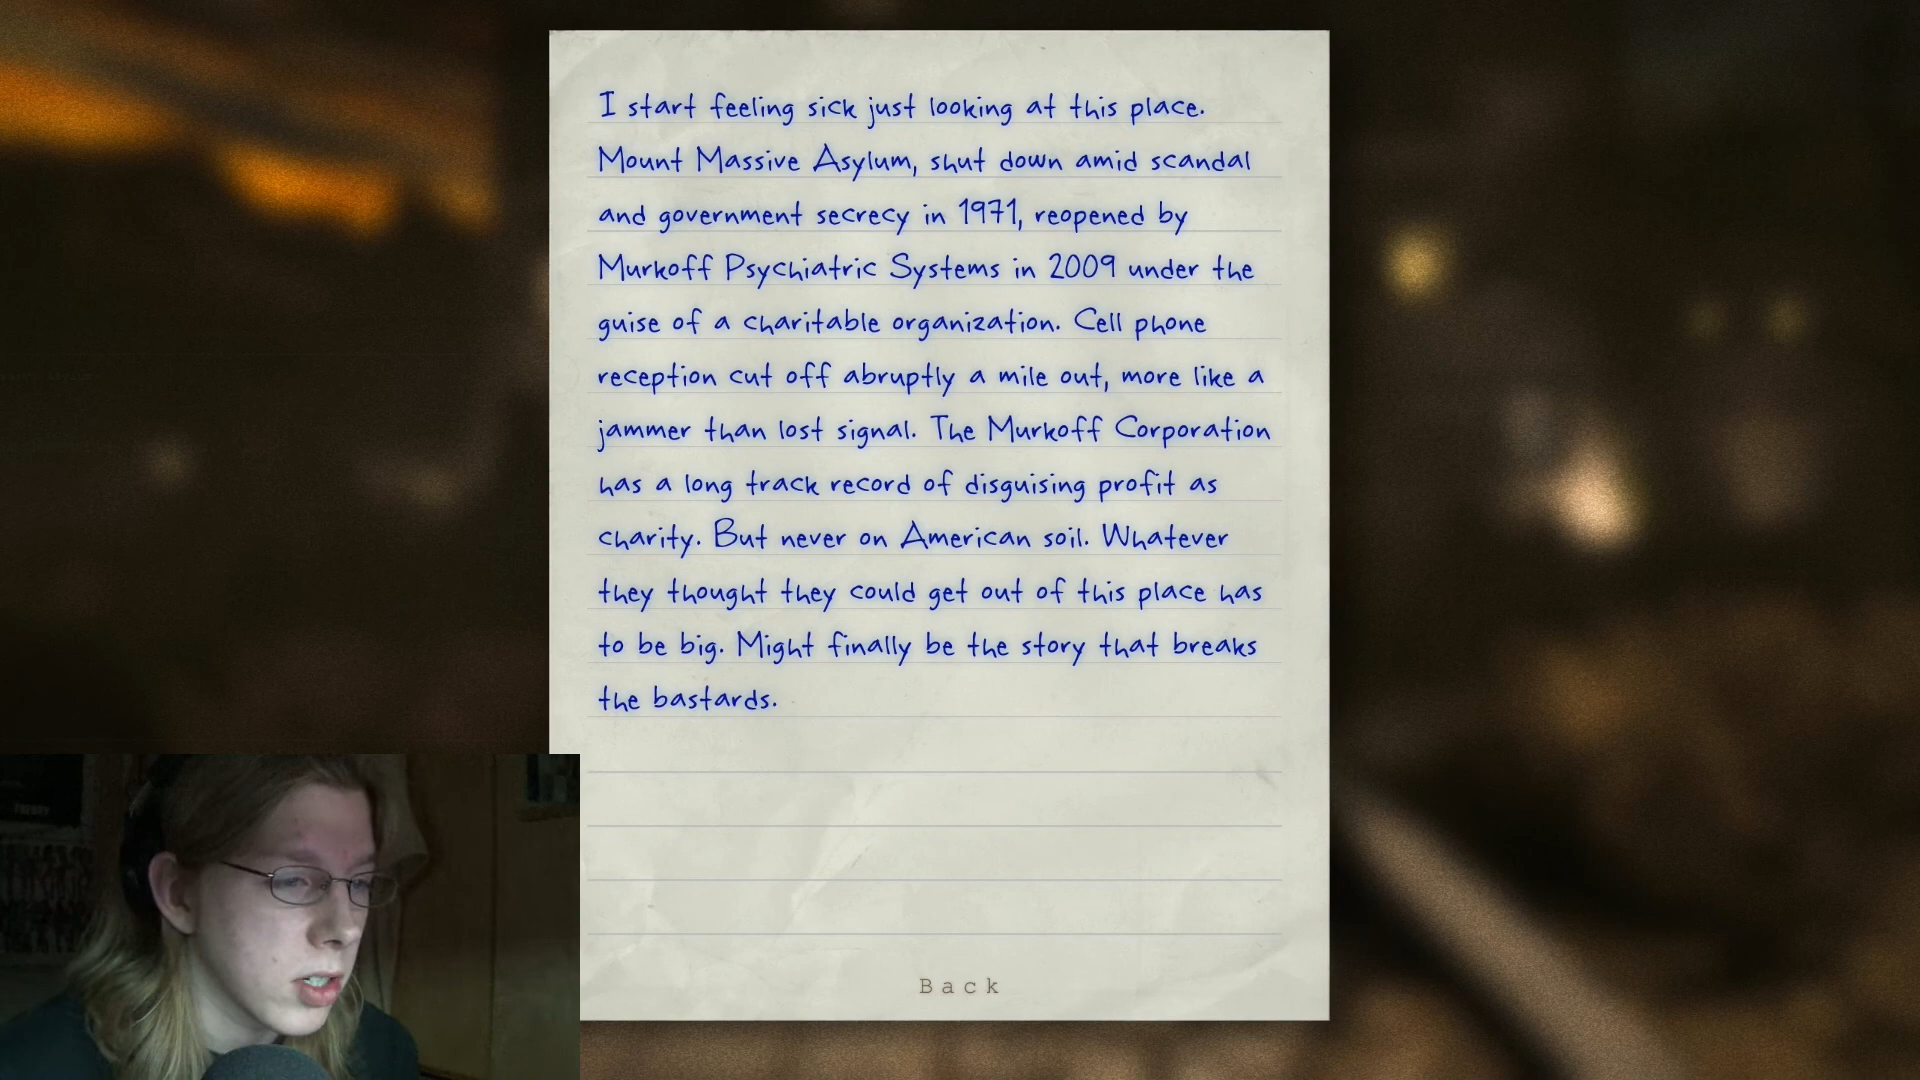 I start feeling sick just looking at this place.
Mount Massive Asylum, shut down amid scandal
and government secrecy in 1971, reopened by
Murkoff Psychiatric Systems in 2009 under the
guise of a charitable organization. Cell phone
reception cut off abruptly a mile out, more like a
jammer than lost signal. The Murkoff Corporation
has a long track record of disguising profit as
charity. But never on American soil. Whatever
they thought they could get out of this place has
to be big. Might finally be the story that breaks
the bastards.
Back